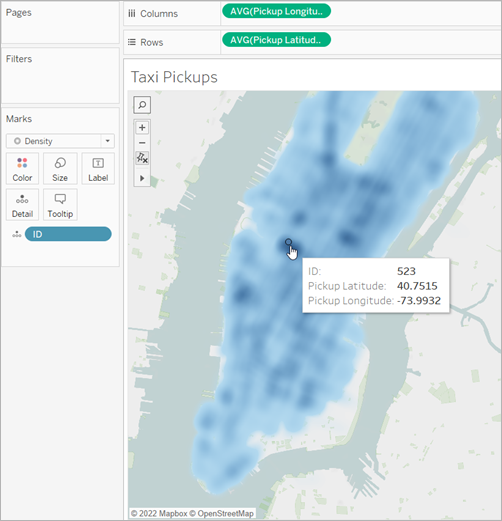 Pages
Columns
AVG(Pickup Longitu..
Rows
AVG(Pickup Latitud..
Filters
Taxi Pickups
Marks
Density
Color
Size
Label
Detail
Tooltip
ID
ID: 523
Pickup Latitude: 40.7515
Pickup Longitude: -73.9932
© 2022 Mapbox © OpenStreetMap